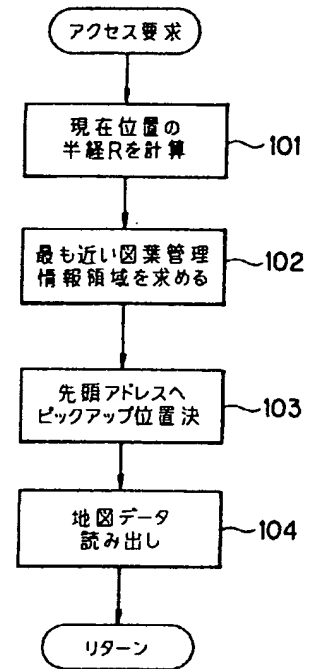 アクセス要求
現在位置の
半経Rを計算
101
最も近い図葉管理
情報領域を求める
102
先頭アドレスへ
ピックアップ位置決
103
地図データ
読み出し
104
リターン